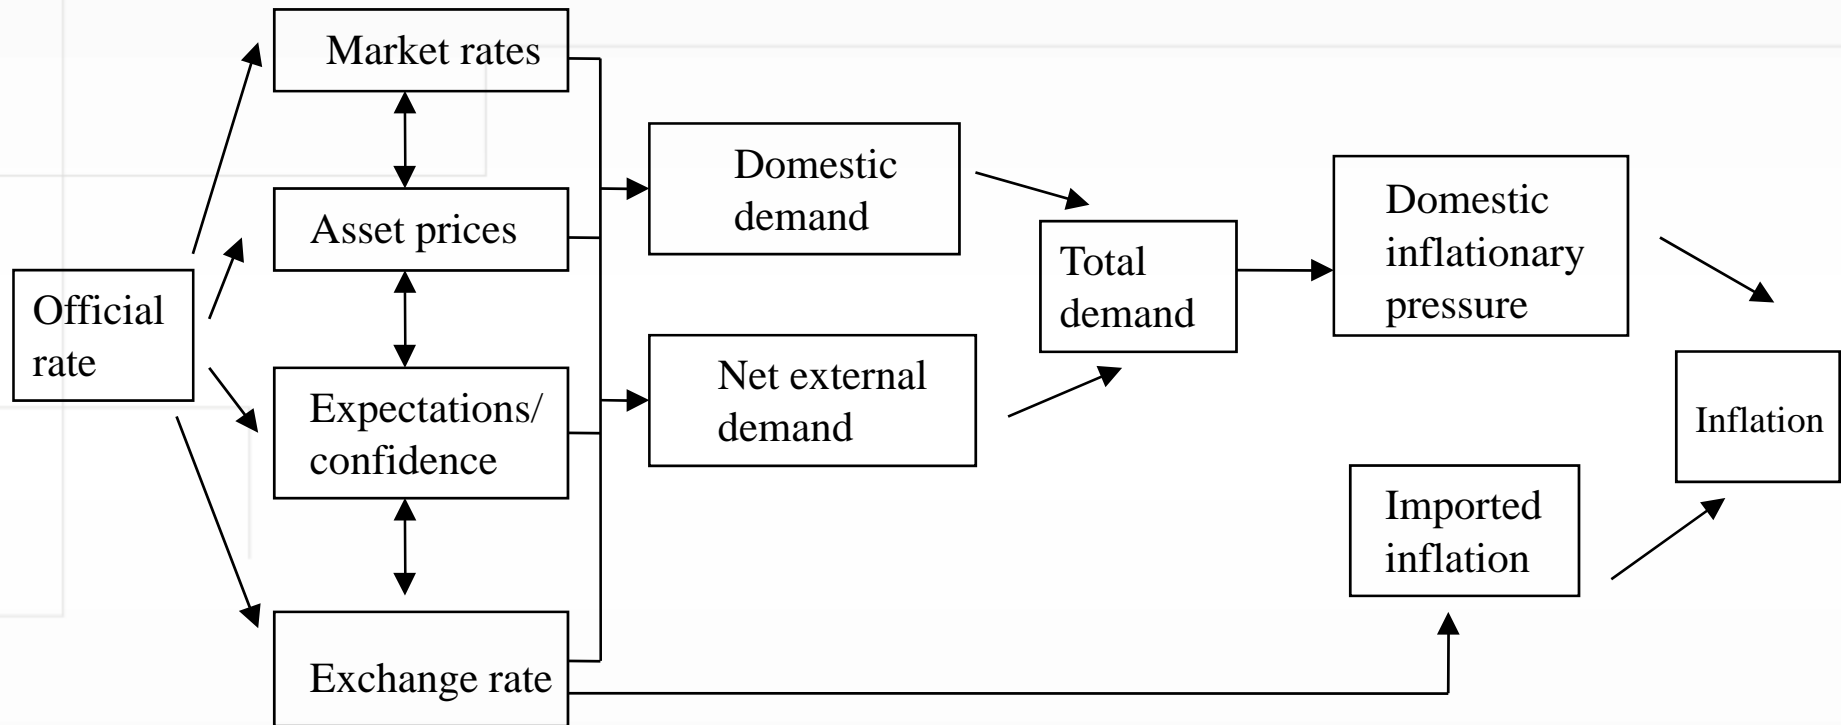 Market rates
Asset prices
Official
rate
Expectations/
confidence
Exchange rate
Domestic
demand
Net external
demand
Total
demand
Domestic
inflationary
pressure
Imported
inflation
Inflation